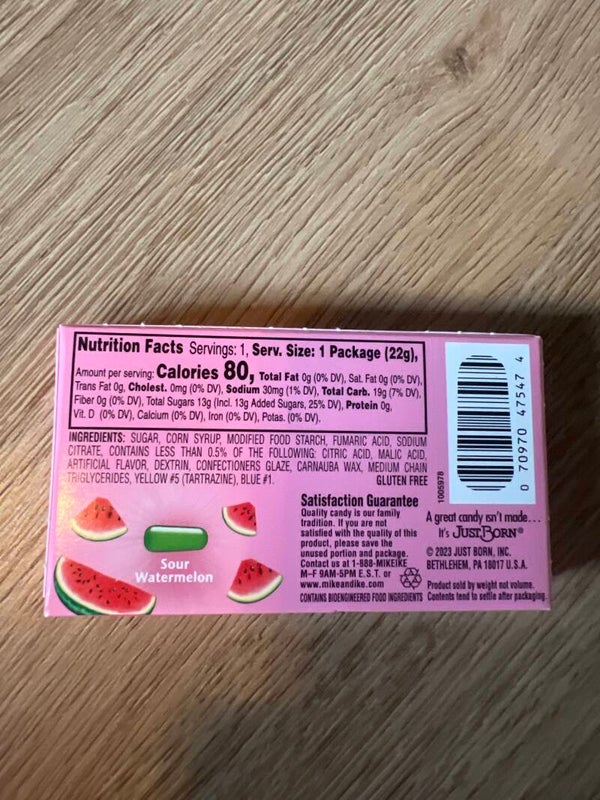 Nutrition Facts Servings: 1, Serv. Size: 1 Package (22g),
Amount per serving: Calories 80, Total Fat 0g (0% DV), Sat. Fat 0g (0% DV),
Trans Fat 0g, Cholest. 0mg (0% DV), Sodium 30mg (1% DV), Total Carb. 19g (7% DV),
Fiber 0g (0% DV), Total Sugars 13g (Incl. 13g Added Sugars, 25% DV), Protein 0g,
Vit. D (0% DV), Calcium (0% DV), Iron (0% DV), Potas. (0% DV).
INGREDIENTS: SUGAR, CORN SYRUP, MODIFIED FOOD STARCH, FUMARIC ACID, SODIUM
CITRATE, CONTAINS LESS THAN 0.5% OF THE FOLLOWING: CITRIC ACID, MALIC ACID,
ARTIFICIAL FLAVOR, DEXTRIN, CONFECTIONERS GLAZE, CARNAUBA WAX, MEDIUM CHAIN
TRIGLYCERIDES, YELLOW #5 (TARTRAZINE), BLUE #1.
GLUTEN FREE
1005978
0 70970 47547 4
Sour
Watermelon
Satisfaction Guarantee
Quality candy is our family
tradition. If you are not
satisfied with the quality of this
product, please save the
unused portion and package.
Contact us at 1-888-MIKEIKE
M-F 9AM-5PM E.S.T. or
www.mikeandike.com
CONTAINS BIOENGINEERED FOOD INGREDIENTS
A great candy isn't made...
It's JUST BORN®
© 2023 JUST BORN, INC.
BETHLEHEM, PA 18017 U.S.A.
Product sold by weight not volume.
Contents tend to settle after packaging.